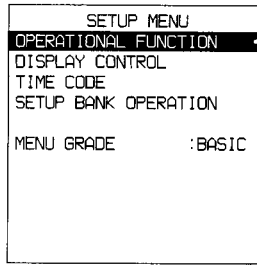 SETUP MENU
OPERATIONAL FUNCTION
DISPLAY CONTROL
TIME CODE
SETUP BANK OPERATION
MENU GRADE :BASIC